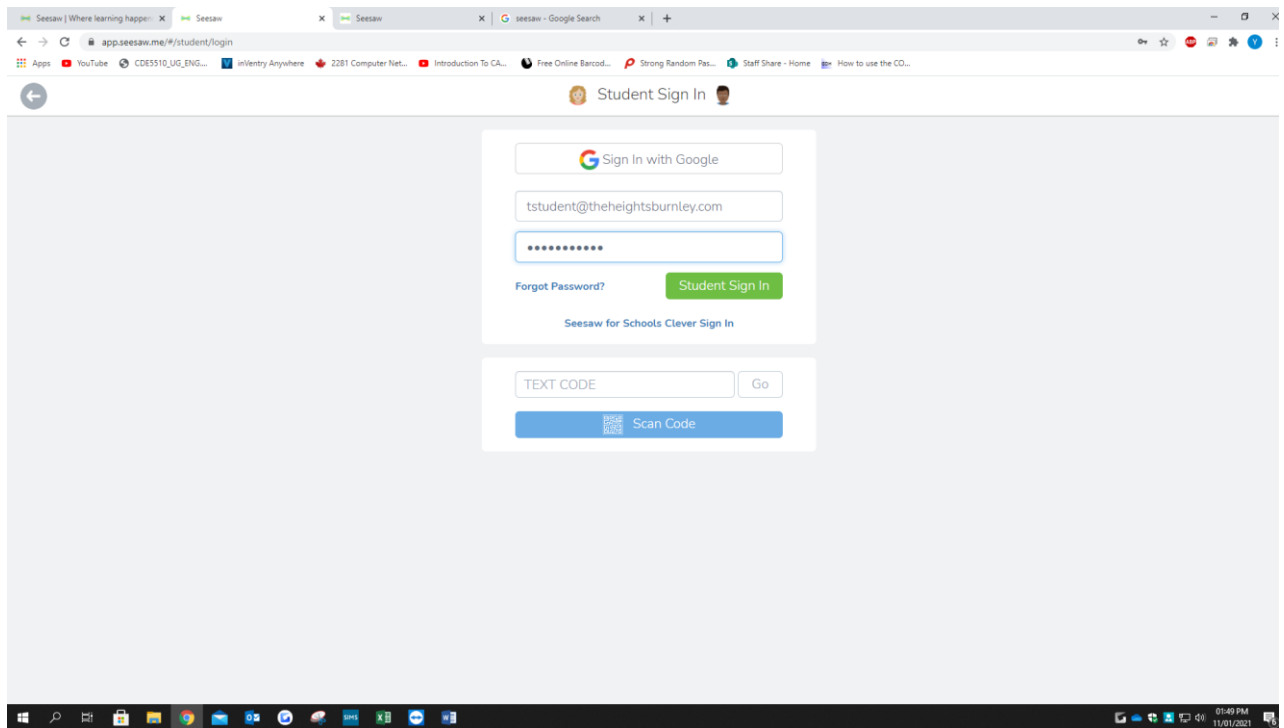 Seesaw | Where learning happen
Seesaw
Seesaw
seesaw - Google Search
app.seesaw.me/#/student/login
ABP
Y
Apps
YouTube
CDE5510_UG_ENG...
inVentry Anywhere
2281 Computer Net...
Introduction To CA...
Free Online Barcod...
Strong Random Pas...
Staff Share - Home
How to use the CO...
Student Sign In
Sign In with Google
tstudent@theheightsburnley.com
•••••••••••
Forgot Password?
Student Sign In
Seesaw for Schools Clever Sign In
TEXT CODE
Go
Scan Code
SIMS
01:49 PM
11/01/2021